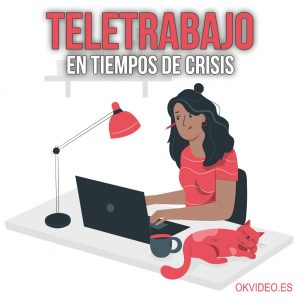 TELETRABAJO
EN TIEMPOS DE CRISIS
OKVIDEO.ES